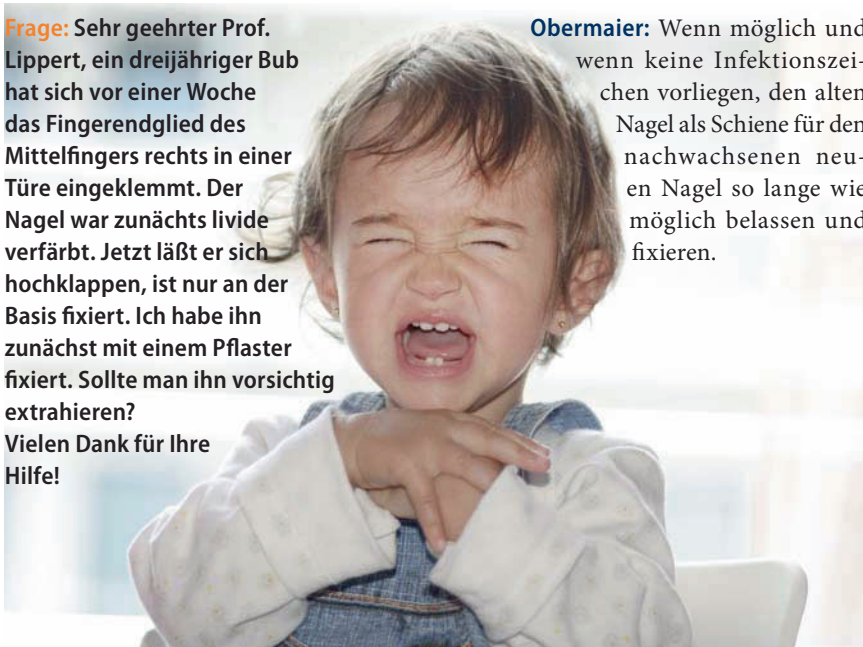 Frage: Sehr geehrter Prof.
Lippert, ein dreijähriger Bub
hat sich vor einer Woche
das Fingerendglied des
Mittelfingers rechts in einer
Türe eingeklemmt. Der
Nagel war zunächts livide
verfärbt. Jetzt läßt er sich
hochklappen, ist nur an der
Basis fixiert. Ich habe ihn
zunächst mit einem Pflaster
fixiert. Sollte man ihn vorsichtig
extrahieren?
Vielen Dank für Ihre
Hilfe!
Obermaier: Wenn möglich und
wenn keine Infektionszei-
chen vorliegen, den alten
Nagel als Schiene für den
nachwachsenen neu-
en Nagel so lange wie
möglich belassen und
fixieren.